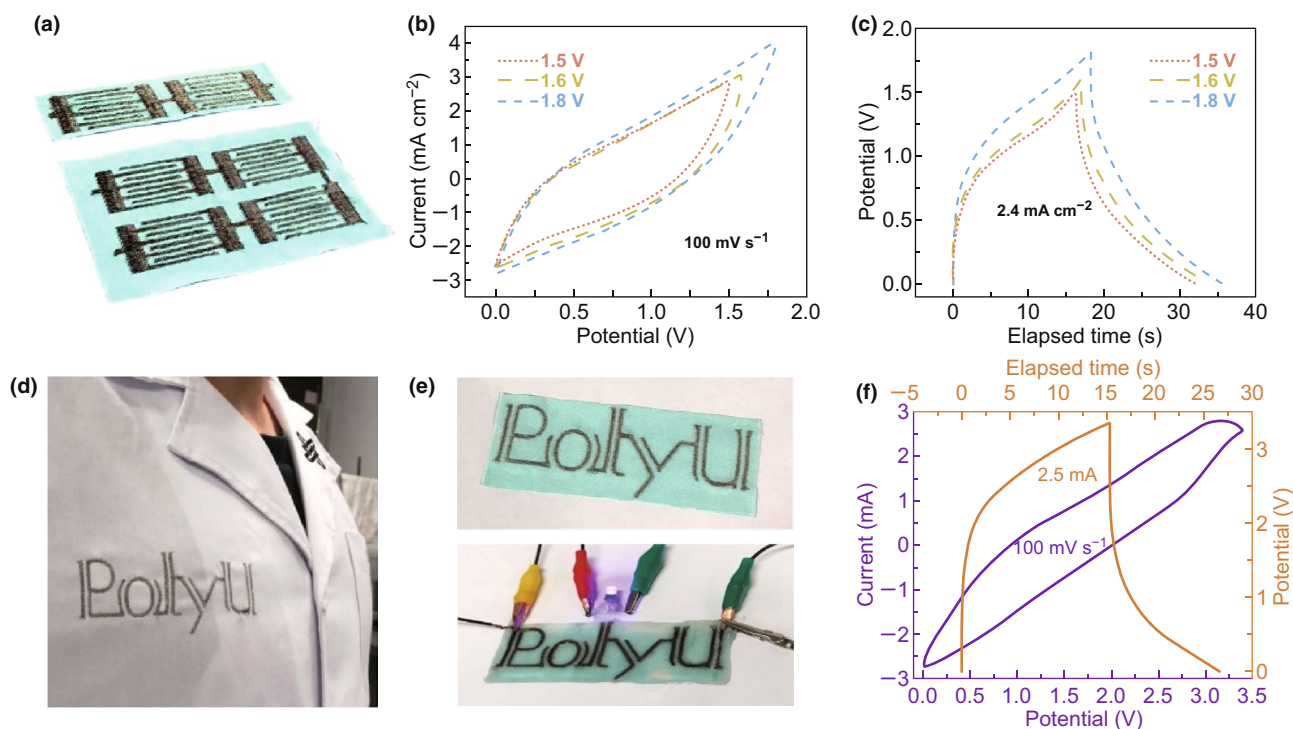 (a)
(b)
Current (mA cm−2)
4
3
2
1
0
−1
−2
−3
1.5 V
1.6 V
1.8 V
100 mV s−1
0.0 0.5 1.0 1.5 2.0
Potential (V)
(c)
Potential (V)
2.0
1.5
1.0
0.5
0.0
1.5 V
1.6 V
1.8 V
2.4 mA cm−2
0 10 20 30 40
Elapsed time (s)
(d)
PolyU
(e)
PolyU
PolyU
(f)
Elapsed time (s)
−5 0 5 10 15 20 25 29
Current (mA)
3
2
1
0
−1
−2
−3
2.5 mA
100 mV s−1
3
2
1
0
Potential (V)
0.0 0.5 1.0 1.5 2.0 2.5 3.0 3.5
Potential (V)